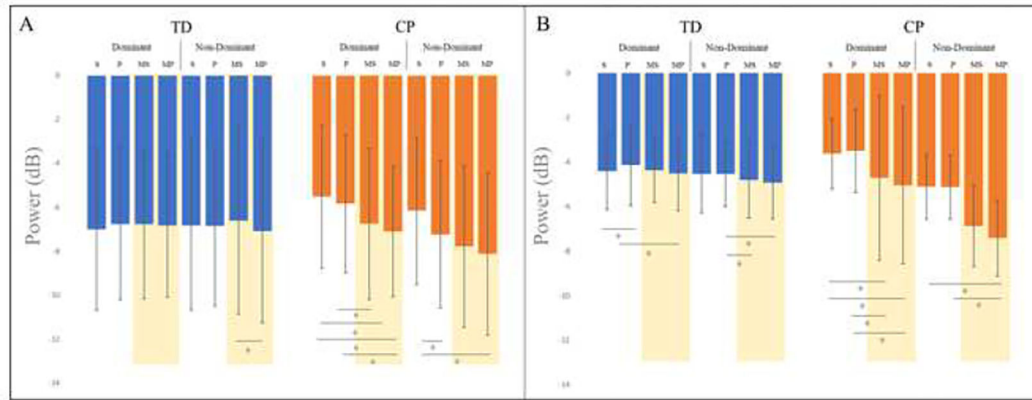 A
TD CP
Dominant Non-Dominant Dominant Non-Dominant
S P MS MP S P MS MP S P MS MP S P MS MP
Power (dB)
0
-2
-4
-6
-8
10
12
14
B
TD CP
Dominant Non-Dominant Dominant Non-Dominant
S P MS MP S P MS MP S P MS MP S P MS MP
Power (dB)
0
-2
-4
-6
-8
10
12
14